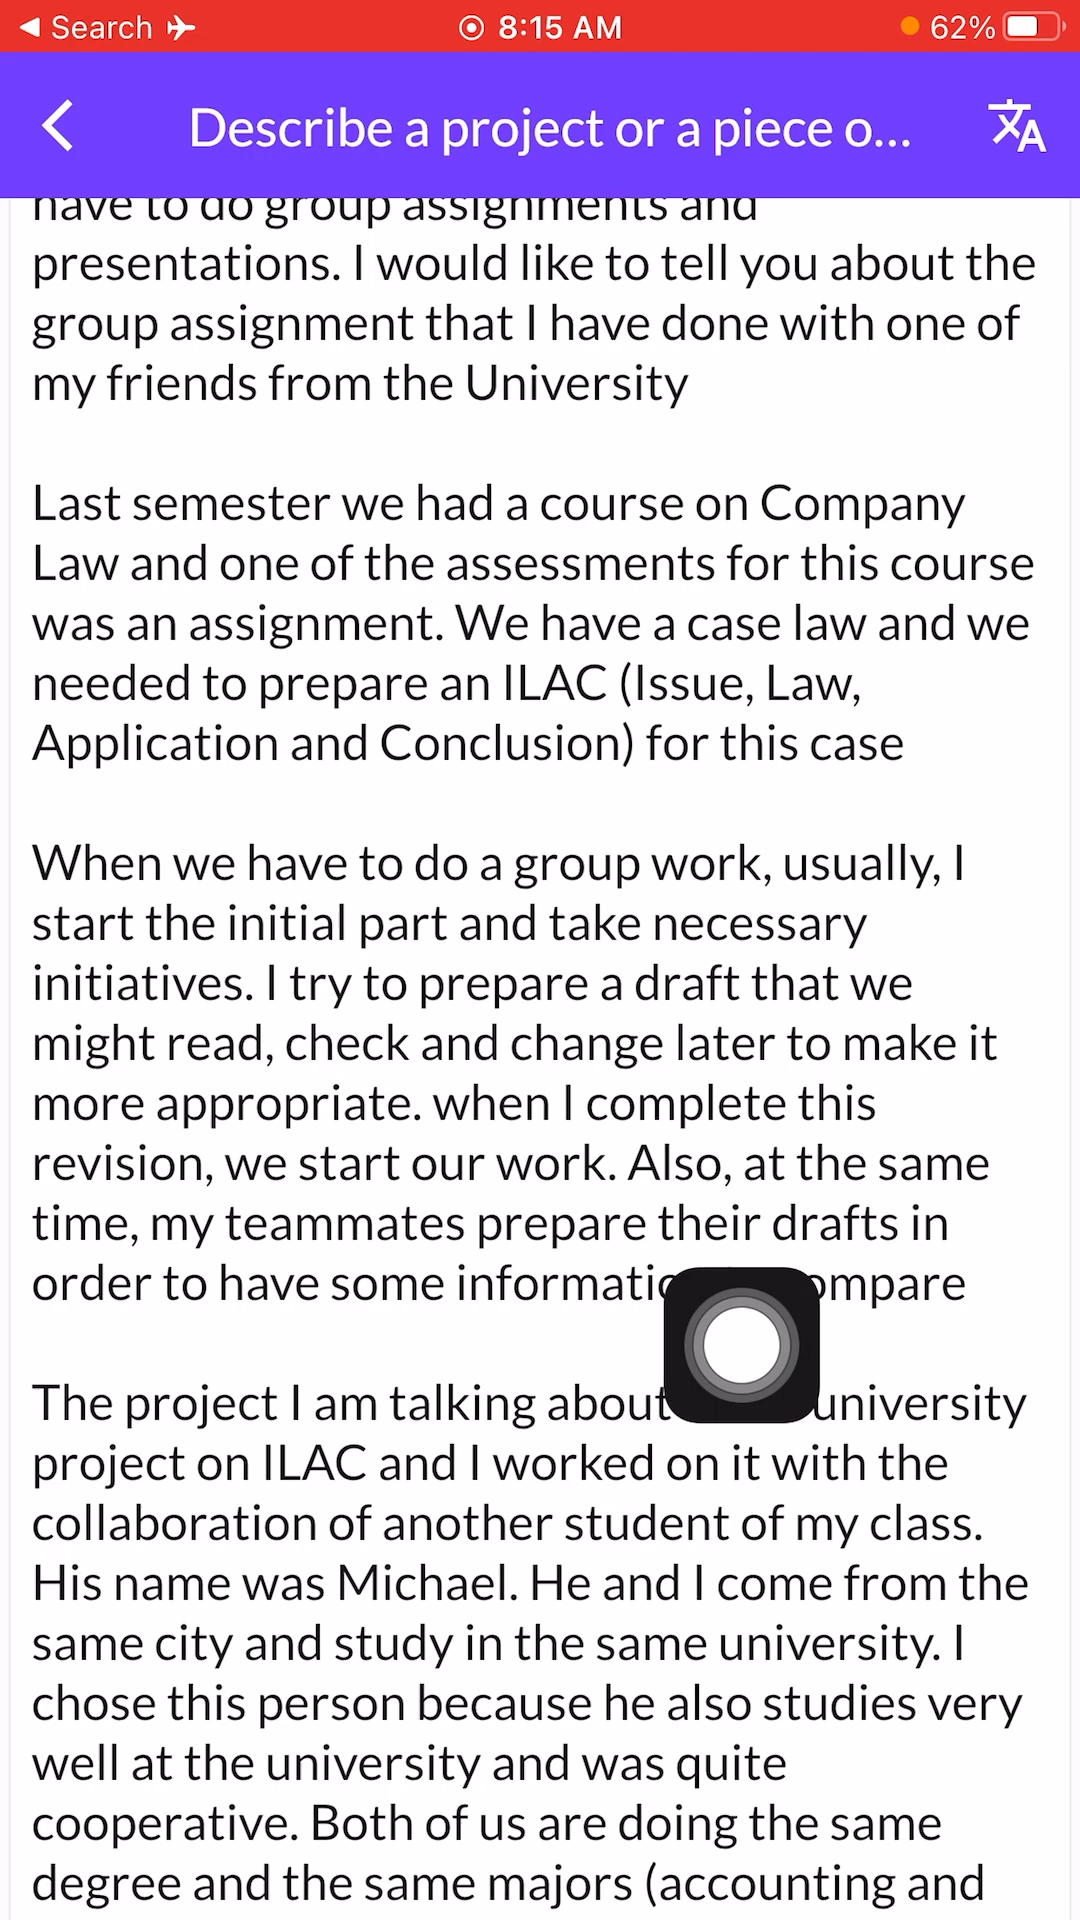 Search
8:15 AM
62%
Describe a project or a piece o...
have to do group assignments and
presentations. I would like to tell you about the
group assignment that I have done with one of
my friends from the University
Last semester we had a course on Company
Law and one of the assessments for this course
was an assignment. We have a case law and we
needed to prepare an ILAC (Issue, Law,
Application and Conclusion) for this case
When we have to do a group work, usually, I
start the initial part and take necessary
initiatives. I try to prepare a draft that we
might read, check and change later to make it
more appropriate. when I complete this
revision, we start our work. Also, at the same
time, my teammates prepare their drafts in
order to have some
The project I am talking about university
project on ILAC and I worked on it with the
collaboration of another student of my class.
His name was Michael. He and I come from the
same city and study in the same university. I
chose this person because he also studies very
well at the university and was quite
cooperative. Both of us are doing the same
degree and the same majors (accounting and